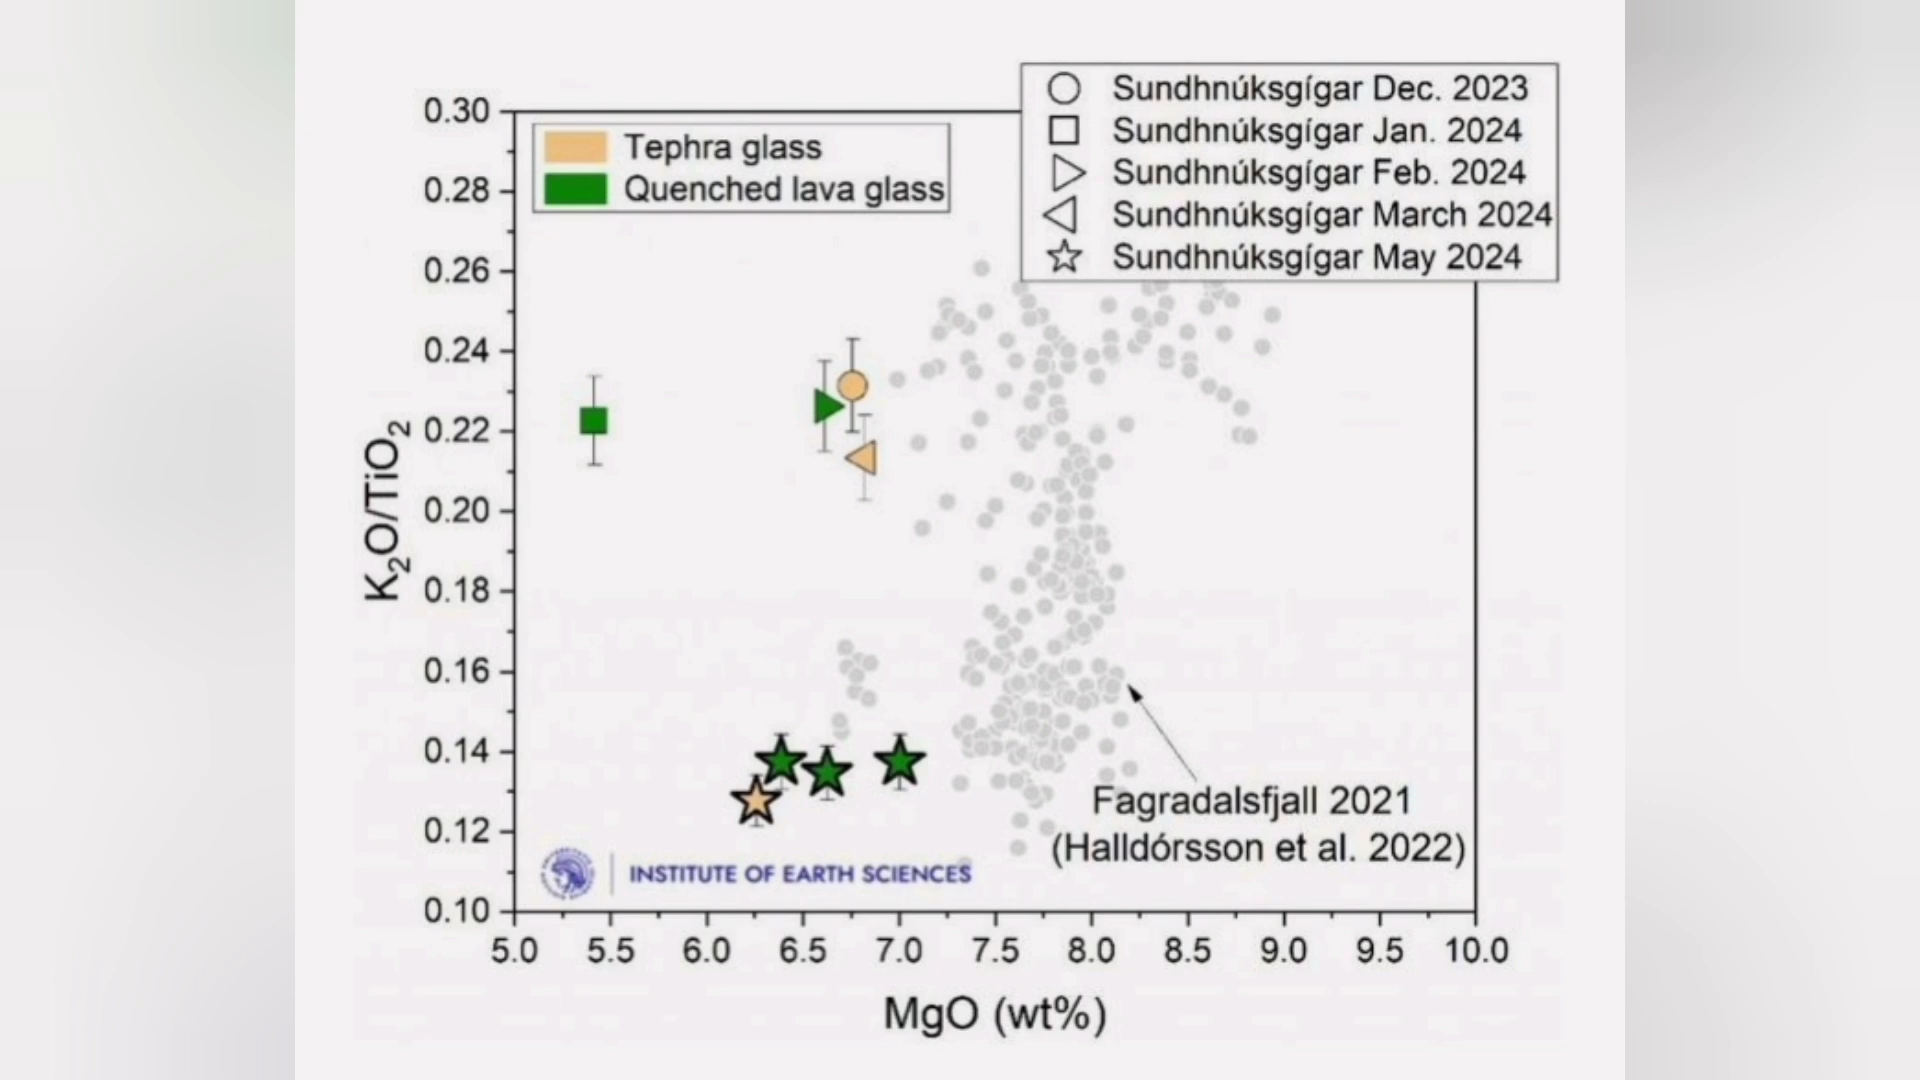 Sundhnúksgígar Dec. 2023
Sundhnúksgígar Jan. 2024
Sundhnúksgígar Feb. 2024
Sundhnúksgígar March 2024
Sundhnúksgígar May 2024
Tephra glass
Quenched lava glass
0.30
0.28
0.26
0.24
0.22
0.20
0.18
0.16
0.14
0.12
0.10
K₂O/TiO₂
Fagradalsfjall 2021
(Halldórsson et al. 2022)
INSTITUTE OF EARTH SCIENCES
5.0 5.5 6.0 6.5 7.0 7.5 8.0 8.5 9.0 9.5 10.0
MgO (wt%)